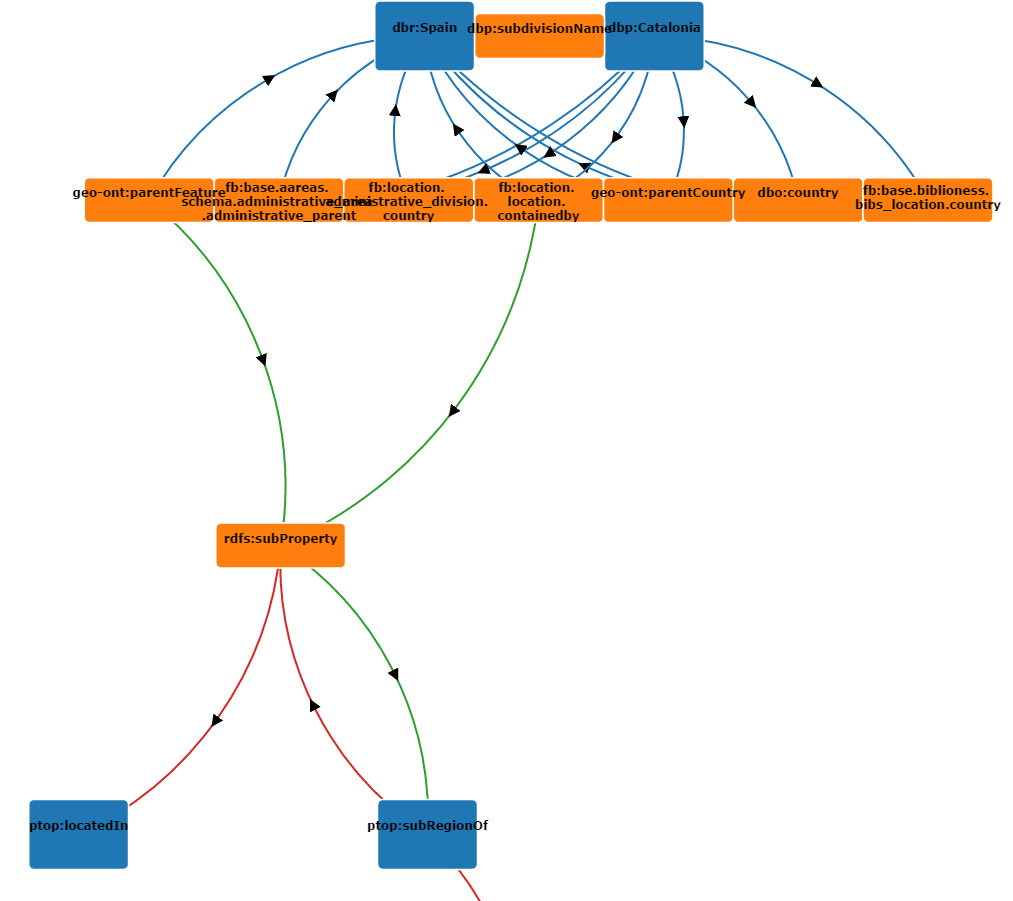 dbr:Spain
dbp:subdivisionName
dbp:Catalonia
geo-ont:parentFeature
fb:base.aareas.
schema.administrative_area
.administrative_parent
fb:location.
administrative_division.
country
fb:location.
location.
containedby
geo-ont:parentCountry
dbo:country
fb:base.biblioness.
bibs_location.country
rdfs:subProperty
ptop:locatedIn
ptop:subRegionOf